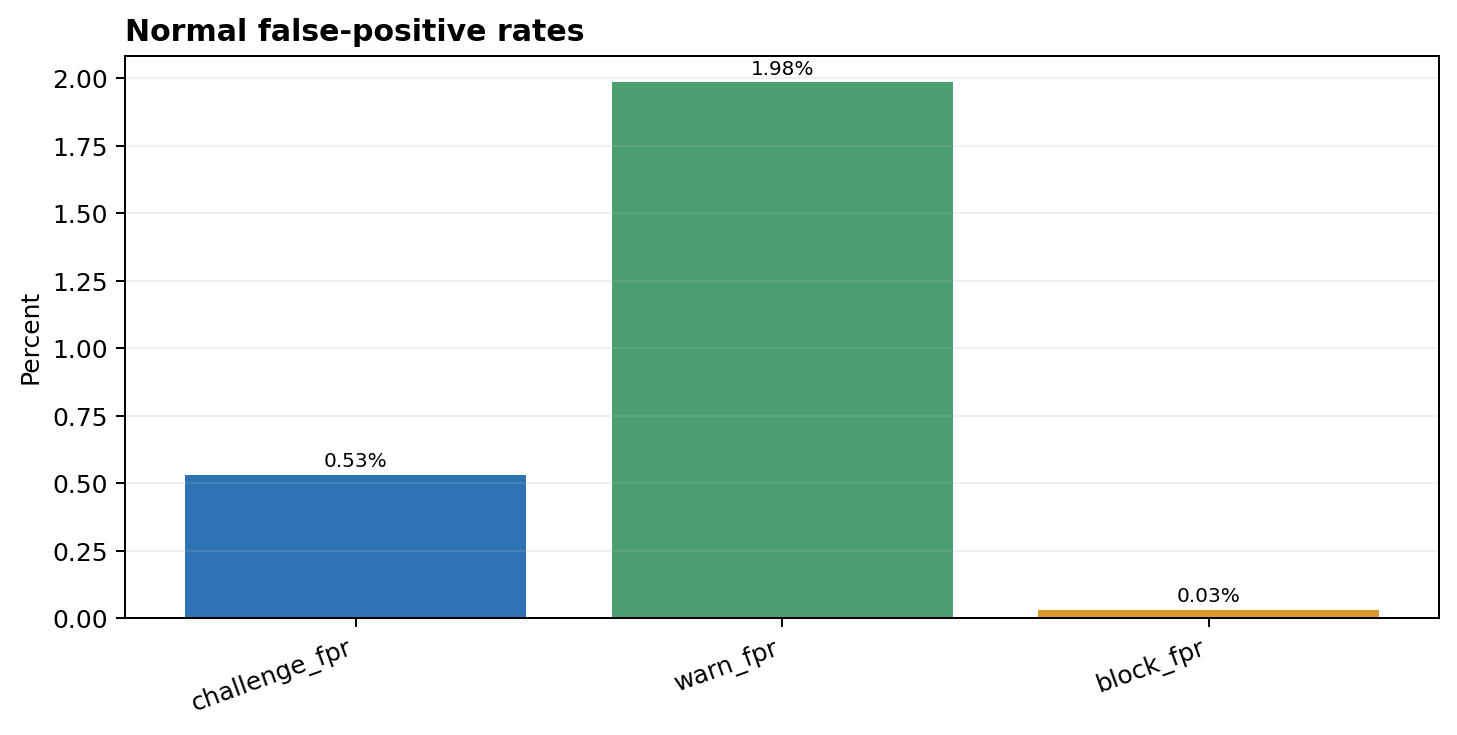 Normal false-positive rates
Percent
2.00
1.75
1.50
1.25
1.00
0.75
0.50
0.25
0.00
0.53%
1.98%
0.03%
challenge_fpr
warn_fpr
block_fpr